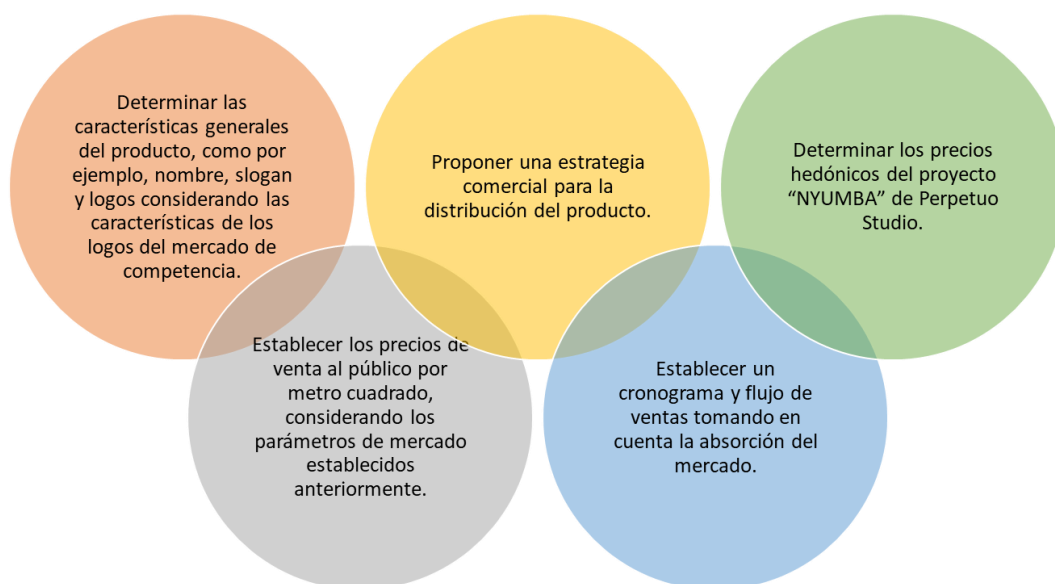 Determinar las
características generales
del producto, como por
ejemplo, nombre, slogan
y logos considerando las
características de los
logos del mercado de
competencia.
Establecer los precios de
venta al público por
metro cuadrado,
considerando los
parámetros de mercado
establecidos
anteriormente.
Proponer una estrategia
comercial para la
distribución del producto.
Establecer un
cronograma y flujo de
ventas tomando en
cuenta la absorción del
mercado.
Determinar los precios
hedónicos del proyecto
“NYUMBA” de Perpetuo
Studio.